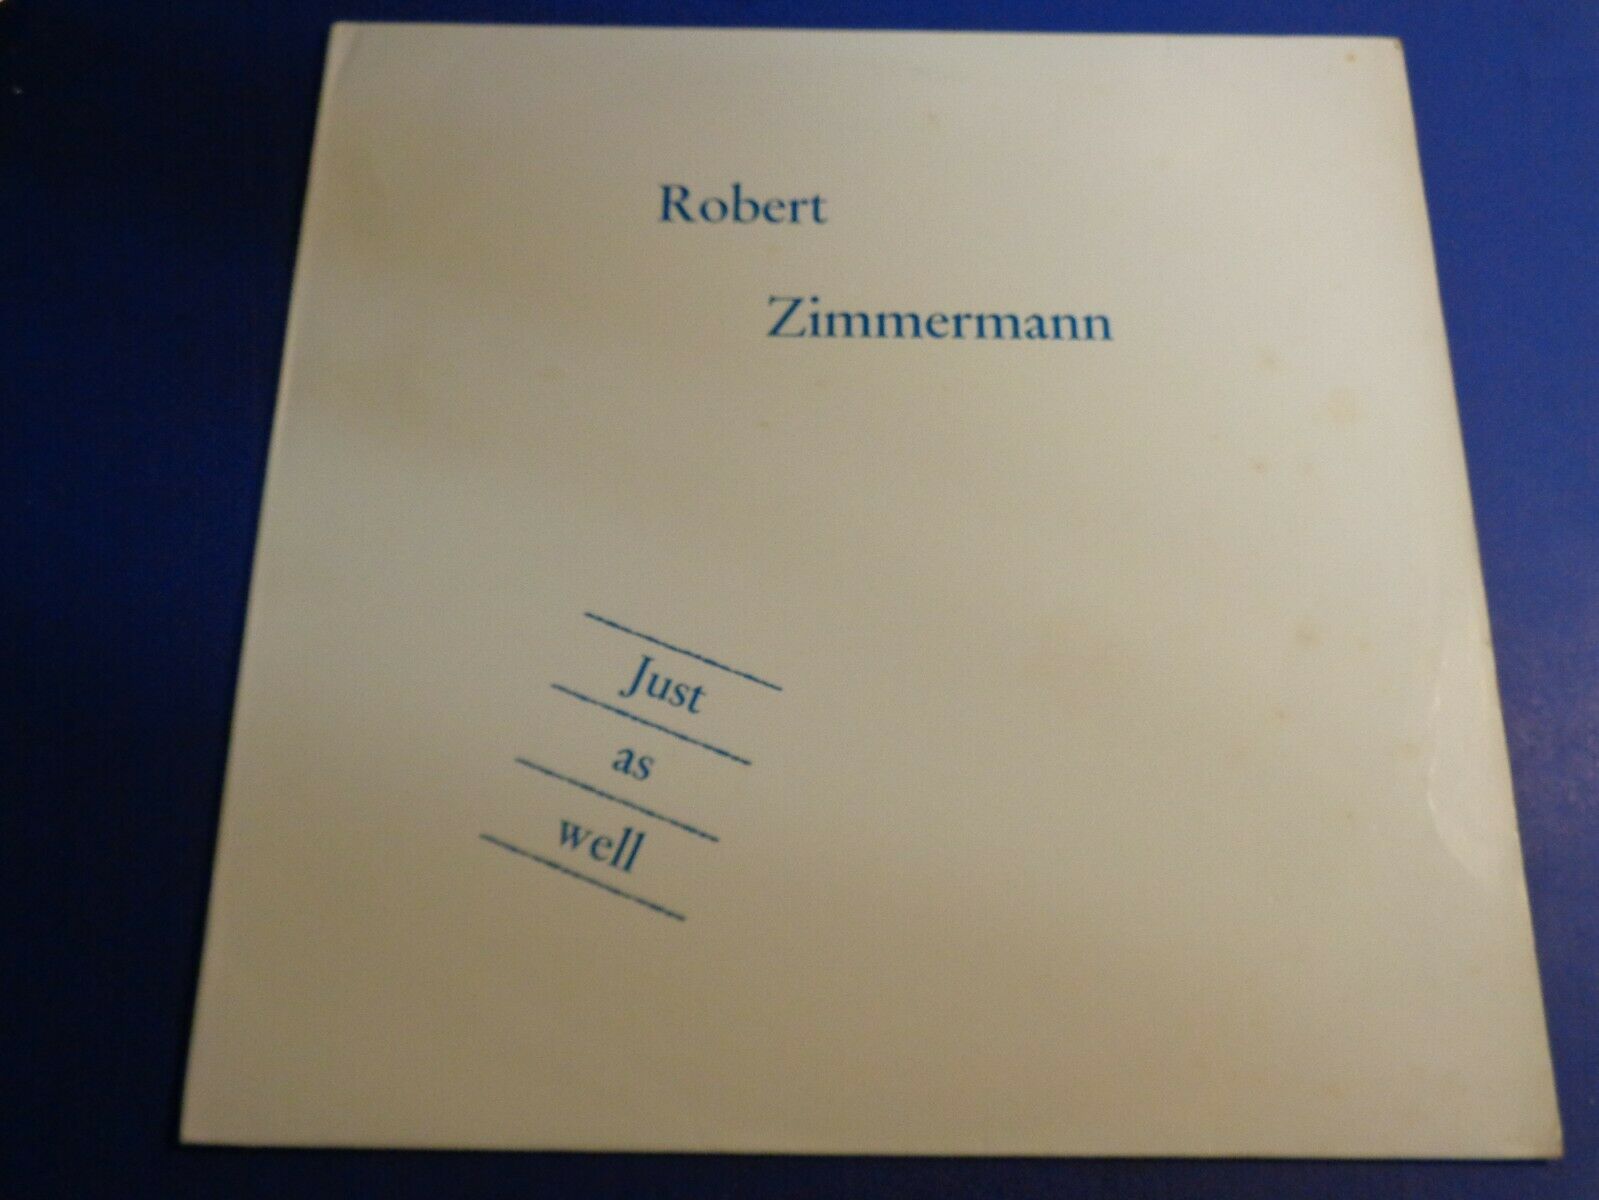 Robert
Zimmermann
Just
as
well